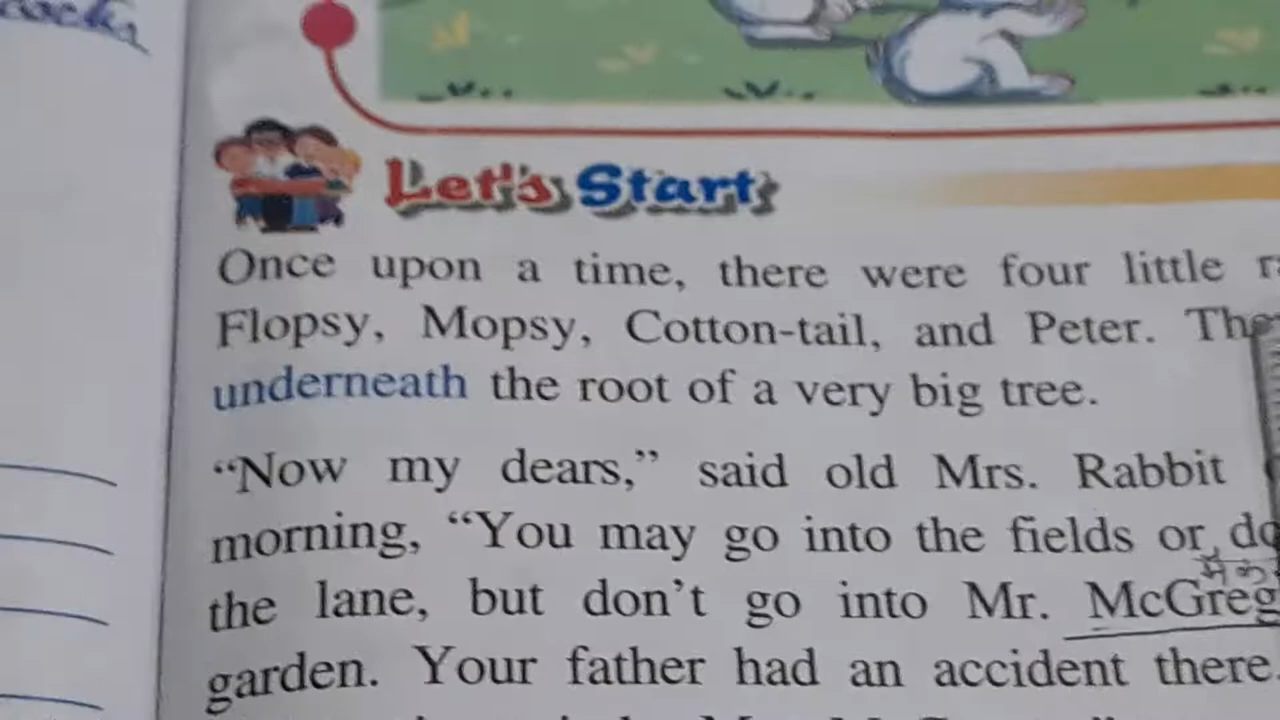 Let's Start
Once upon a time, there were four little
Flopsy, Mopsy, Cotton-tail, and Peter.
underneath the root of a very big tree.
“Now my dears,” said old Mrs. Rabbit
morning, “You may go into the fields or
the lane, but don't go into Mr. McGreg
garden. Your father had an accident there.